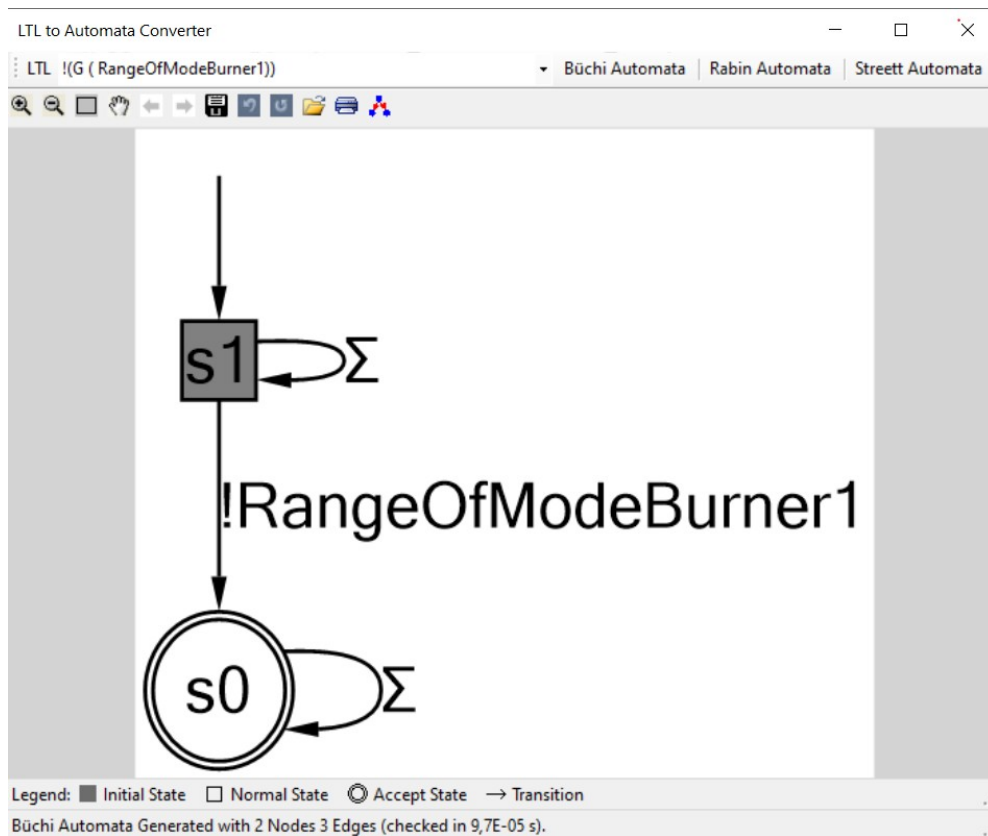 LTL to Automata Converter
LTL !(G ( RangeOfModeBurner1)) Büchi Automata Rabin Automata Streett Automata
s1 Σ
!RangeOfModeBurner1
s0 Σ
Legend: Initial State Normal State Accept State Transition
Büchi Automata Generated with 2 Nodes 3 Edges (checked in 9,7E-05 s).